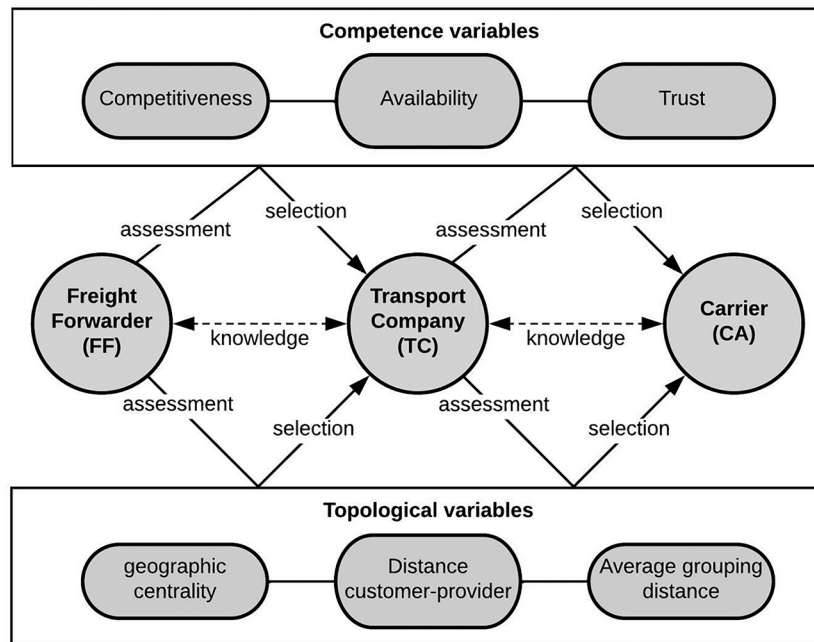 Competence variables
Competitiveness
Availability
Trust
assessment
selection
assessment
selection
Freight
Forwarder
(FF)
knowledge
Transport
Company
(TC)
knowledge
Carrier
(CA)
assessment
selection
assessment
selection
Topological variables
geographic
centrality
Distance
customer-provider
Average grouping
distance